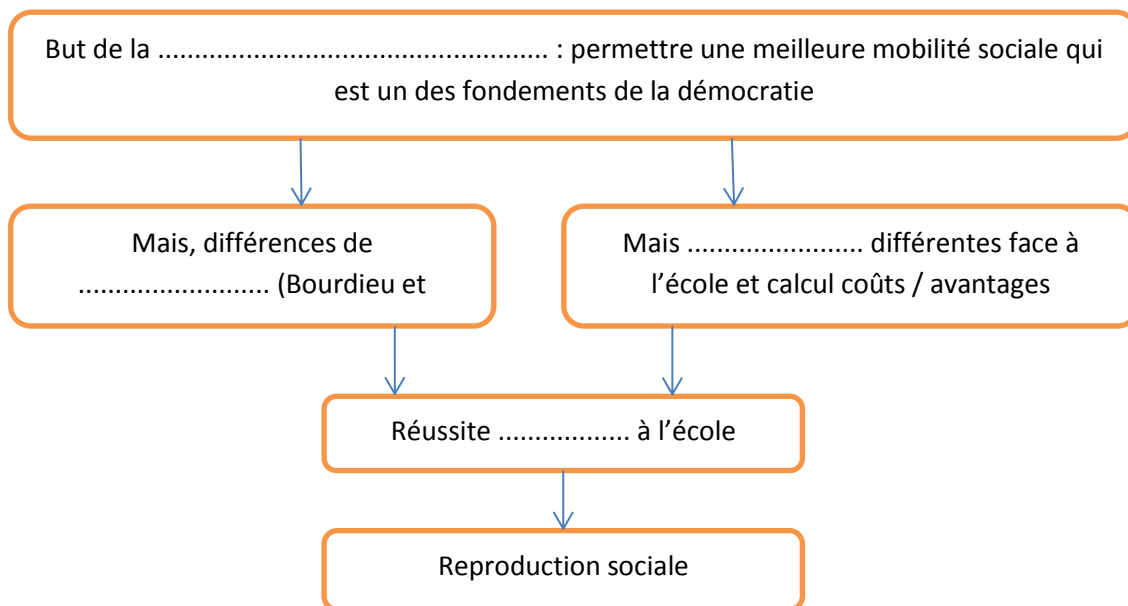 But de la ..................................................... : permettre une meilleure mobilité sociale qui
est un des fondements de la démocratie
Mais, différences de
.......................... (Bourdieu et
Mais ........................ différentes face à
l'école et calcul coûts / avantages
Réussite .................. à l'école
Reproduction sociale